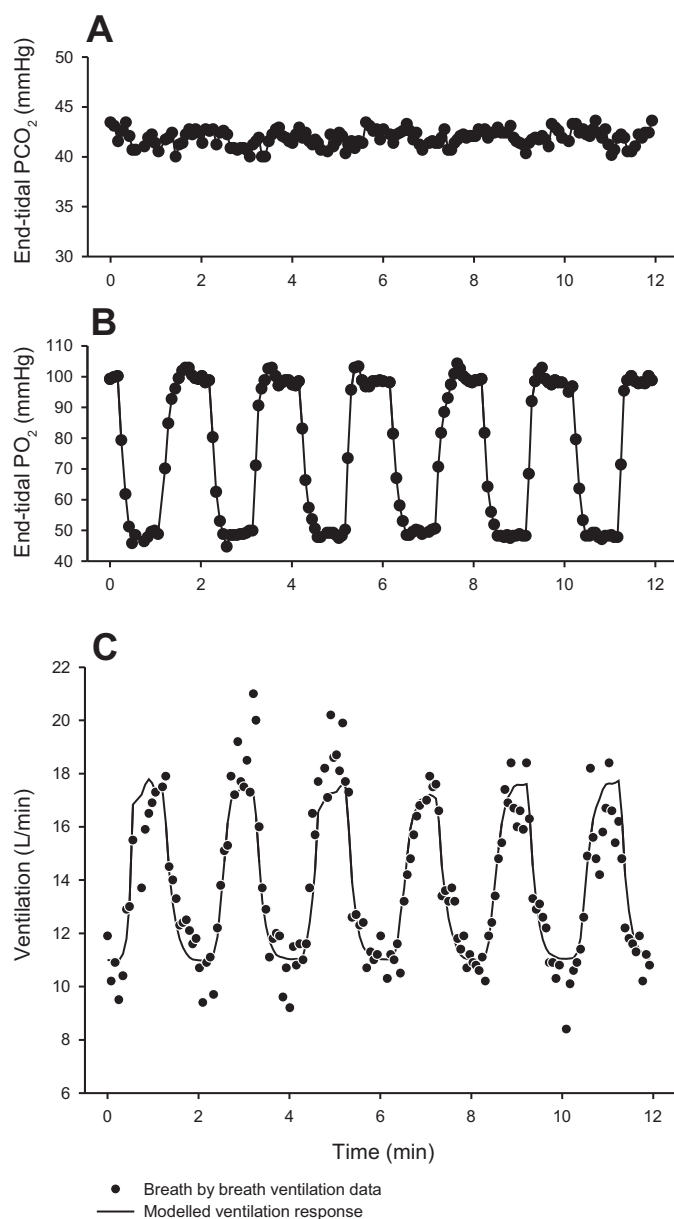 A
End-tidal PCO₂ (mmHg)
50
45
40
35
30
0 2 4 6 8 10 12
B
End-tidal PO₂ (mmHg)
110
100
90
80
70
60
50
40
0 2 4 6 8 10 12
C
Ventilation (L/min)
22
20
18
16
14
12
10
8
6
0 2 4 6 8 10 12
Time (min)
Breath by breath ventilation data
Modelled ventilation response